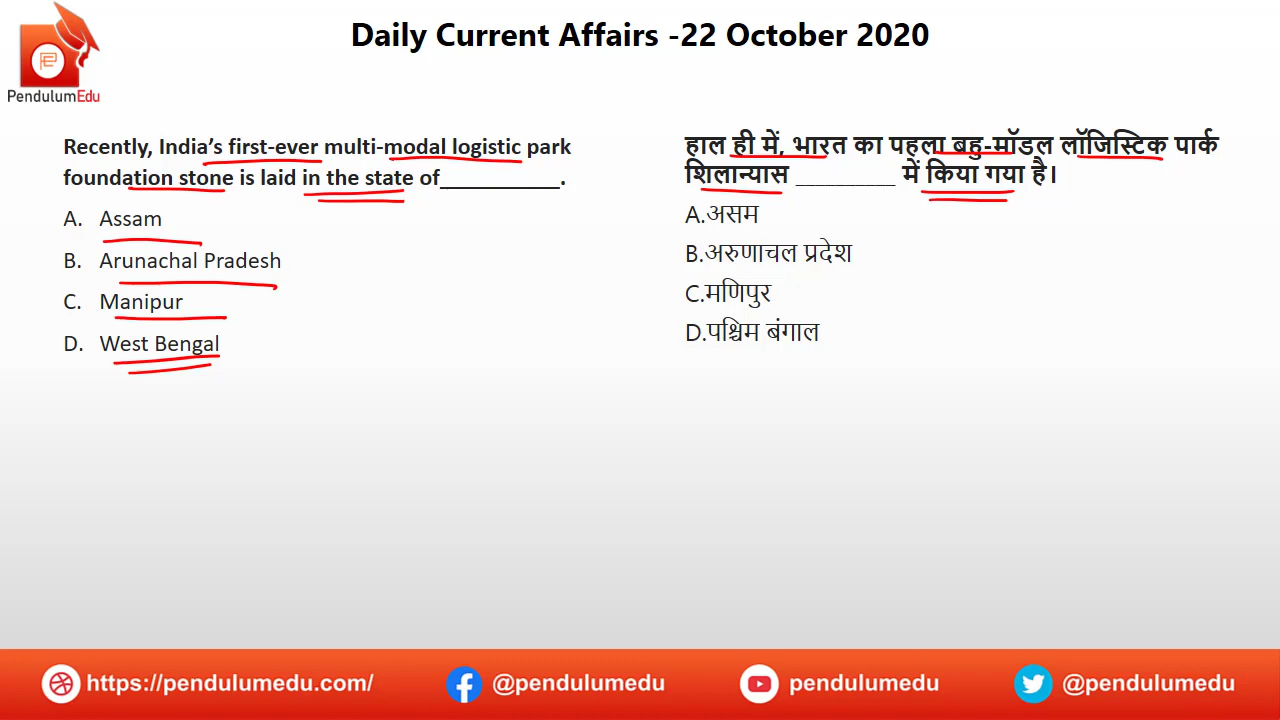 Daily Current Affairs -22 October 2020
PendulumEdu
Recently, India's first-ever multi-modal logistic park
foundation stone is laid in the state of__________.
A. Assam
B. Arunachal Pradesh
C. Manipur
D. West Bengal
हाल ही में, भारत का पहला बहु-मॉडल लॉजिस्टिक पार्क
शिलान्यास __________ में किया गया है।
A.असम
B.अरुणाचल प्रदेश
C.मणिपुर
D.पश्चिम बंगाल
https://pendulumedu.com/ @pendulumedu pendulumedu @pendulumedu